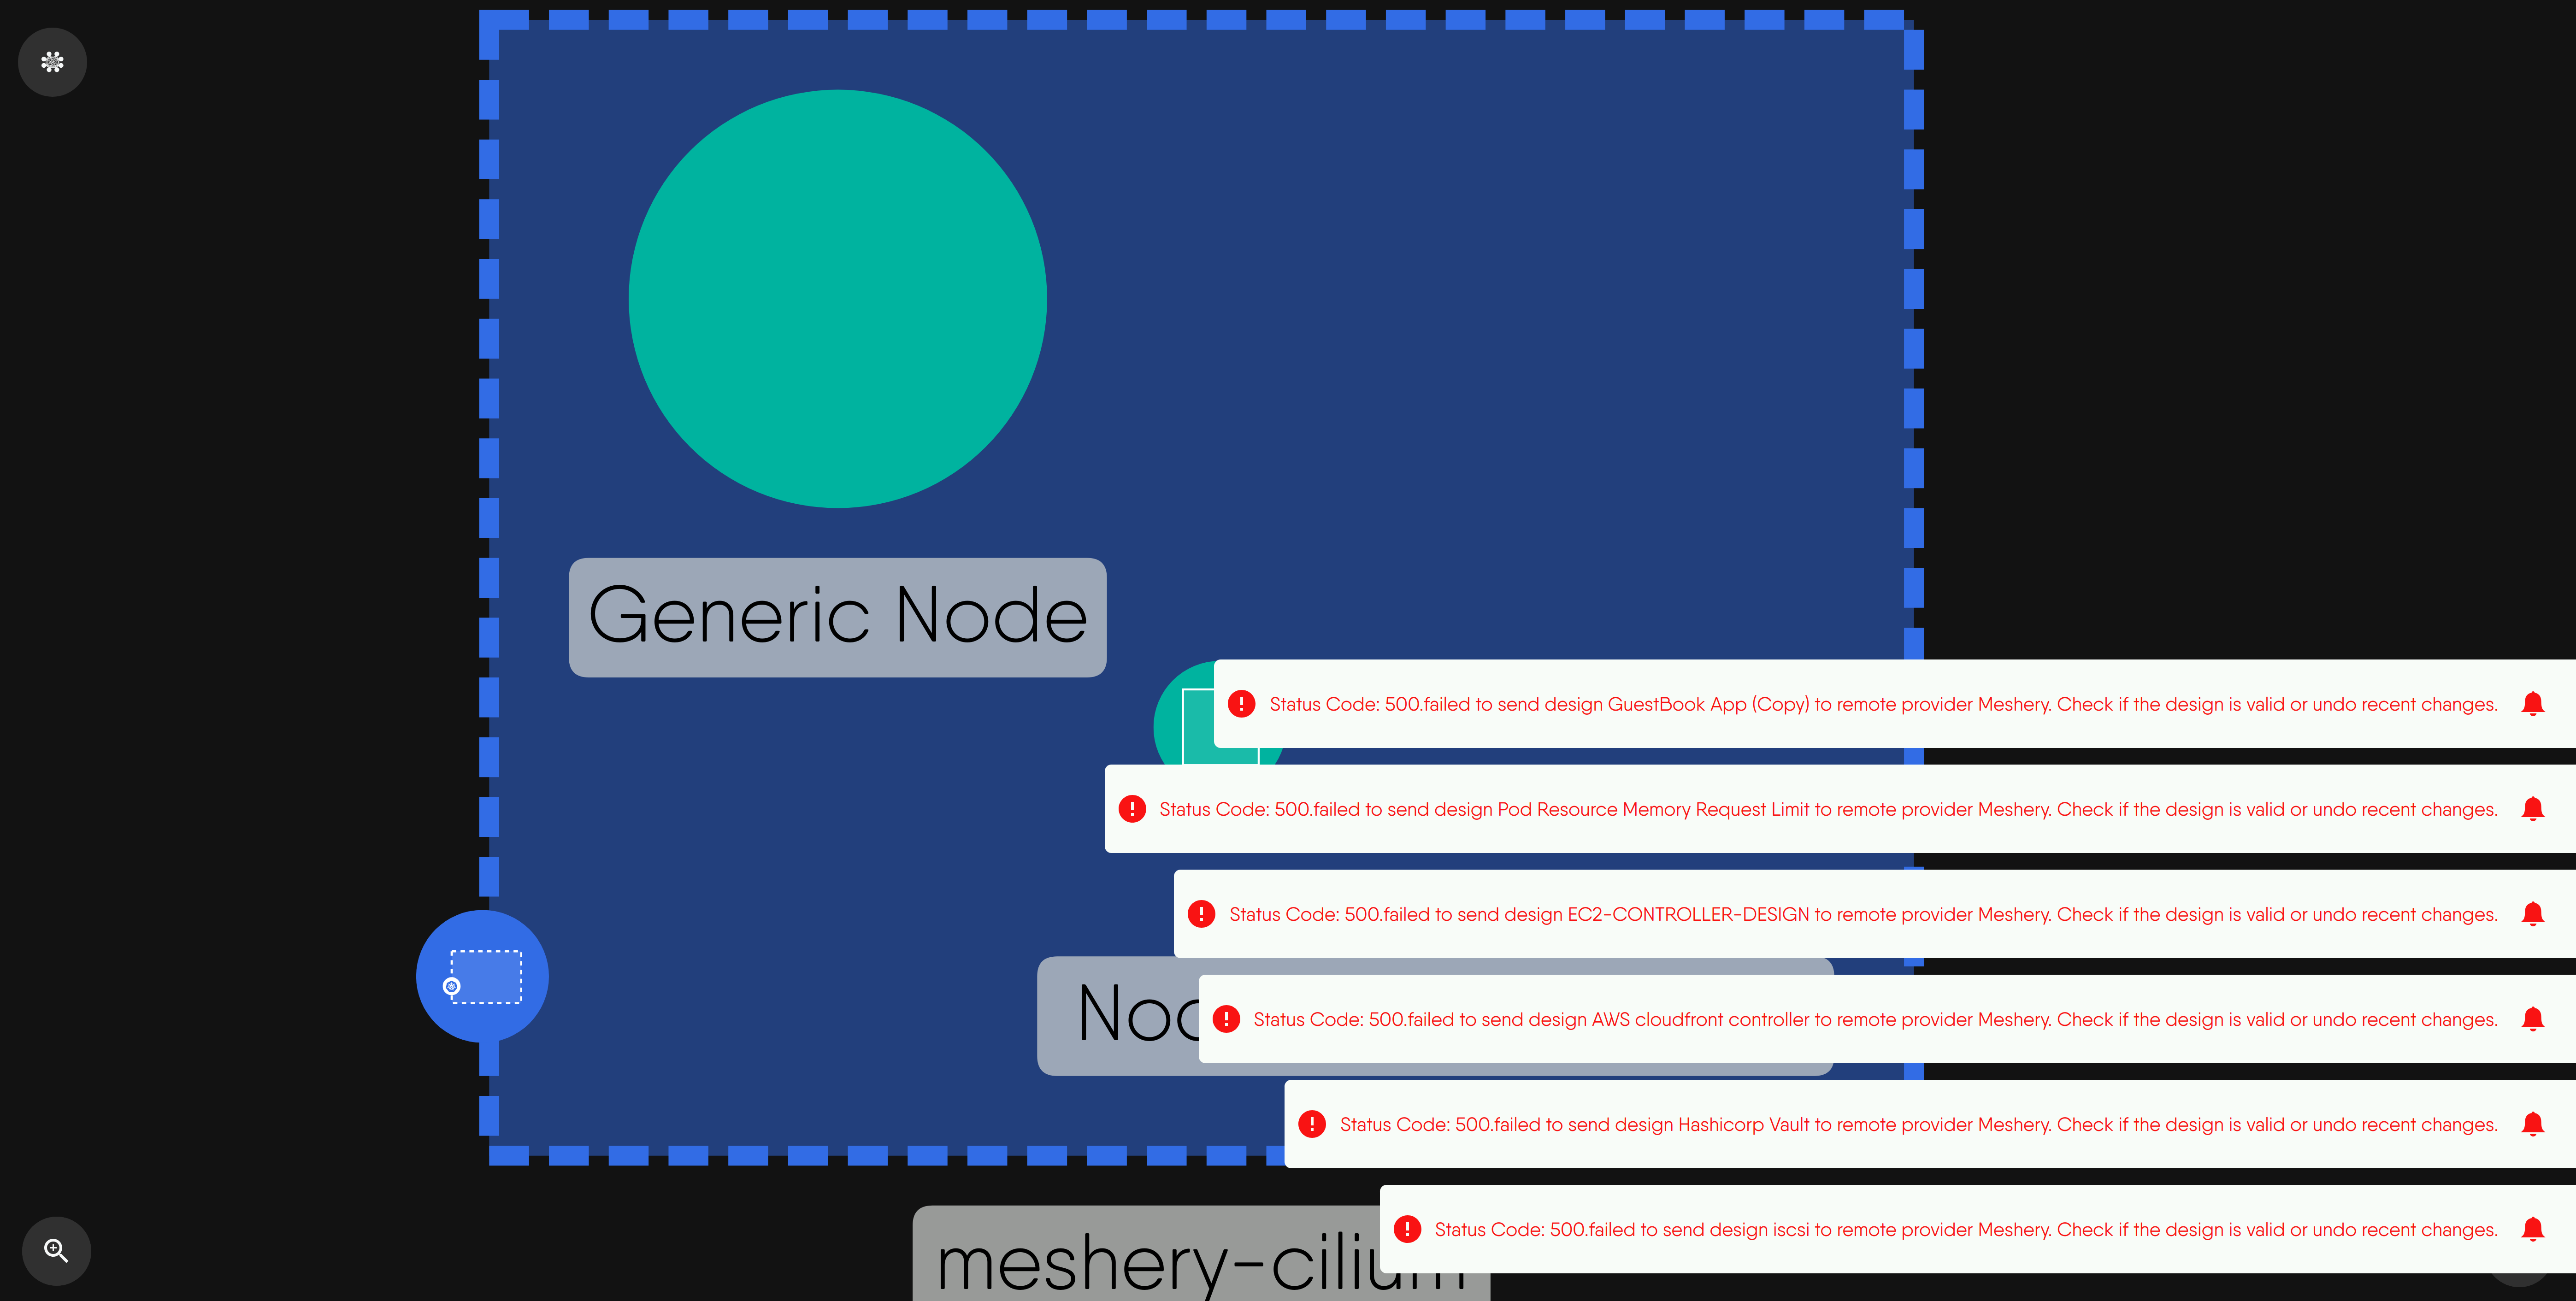 Generic Node
Status Code: 500.failed to send design GuestBook App (Copy) to remote provider Meshery. Check if the design is valid or undo recent changes.
Status Code: 500.failed to send design Pod Resource Memory Request Limit to remote provider Meshery. Check if the design is valid or undo recent changes.
Status Code: 500.failed to send design EC2-CONTROLLER-DESIGN to remote provider Meshery. Check if the design is valid or undo recent changes.
Status Code: 500.failed to send design AWS cloudfront controller to remote provider Meshery. Check if the design is valid or undo recent changes.
Status Code: 500.failed to send design Hashicorp Vault to remote provider Meshery. Check if the design is valid or undo recent changes.
Status Code: 500.failed to send design iscsi to remote provider Meshery. Check if the design is valid or undo recent changes.
meshery-cilium